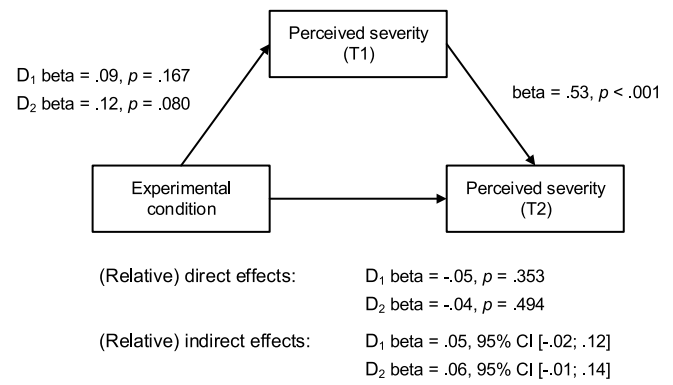 Perceived severity
(T1)
D₁ beta = .09, p = .167
D₂ beta = .12, p = .080
beta = .53, p < .001
Experimental
condition
Perceived severity
(T2)
(Relative) direct effects: D₁ beta = -.05, p = .353
D₂ beta = -.04, p = .494
(Relative) indirect effects: D₁ beta = .05, 95% CI [-.02; .12]
D₂ beta = .06, 95% CI [-.01; .14]